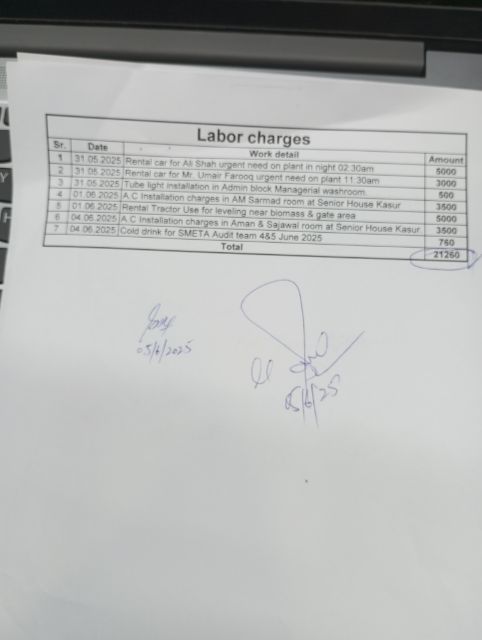 Labor charges
Sr. Date Work detail Amount
1 31.05.2025 Rental car for Ali Shah urgent need on plant in night 02:30am 5000
2 31.05.2025 Rental car for Mr. Umair Farooq urgent need on plant 11:30am 3000
3 31.05.2025 Tube light installation in Admin block Managerial washroom. 500
4 01.06.2025 A.C Installation charges in AM Sarmad room at Senior House Kasur 3500
5 01.06.2025 Rental Tractor Use for leveling near biomass & gate area 5000
6 04.06.2025 A.C Installation charges in Aman & Sajawal room at Senior House Kasur 3500
7 04.06.2025 Cold drink for SMETA Audit team 4&5 June 2025 760
Total 21260
05/6/2025
05/6/25